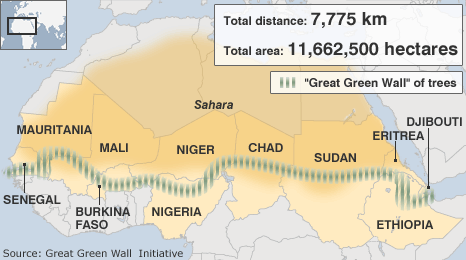 Total distance: 7,775 km
Total area: 11,662,500 hectares
"Great Green Wall" of trees
Sahara
DJIBOUTI
ERITREA
MAURITANIA
MALI
NIGER
CHAD
SUDAN
SENEGAL
BURKINA
FASO
NIGERIA
ETHIOPIA
Source: Great Green Wall Initiative